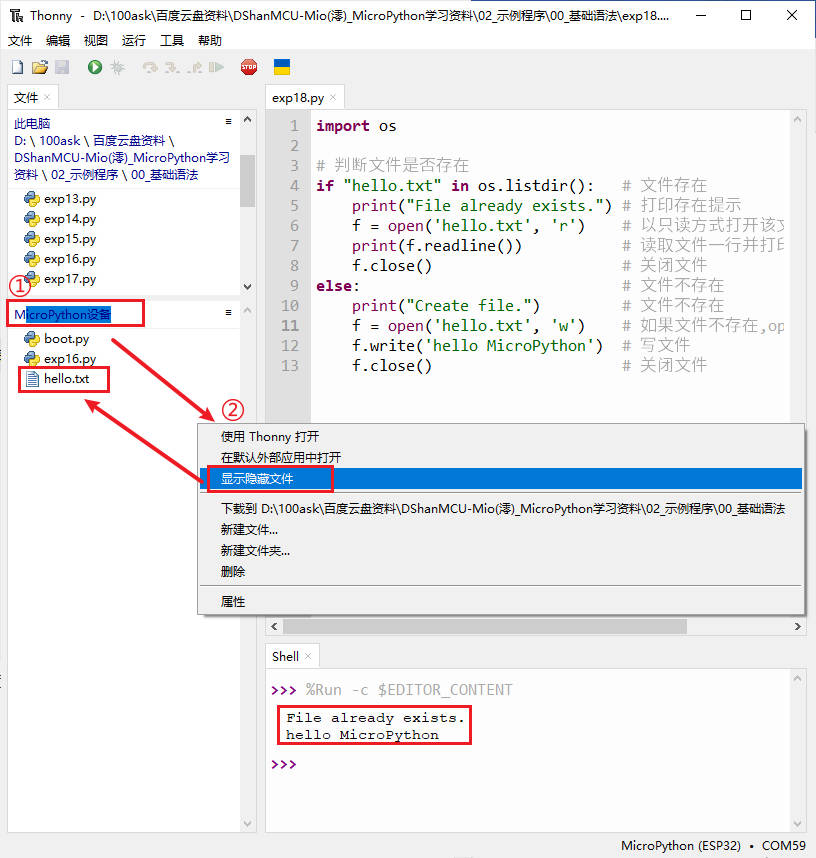 Thonny - D:\100ask\百度云盘资料\DShanMCU-Mio(澪)_MicroPython学习资料\02_示例程序\00_基础语法\exp18....
文件 编辑 视图 运行 工具 帮助
STOP
文件
此电脑
D: \ 100ask \ 百度云盘资料 \
DShanMCU-Mio(澪)_MicroPython学习
资料 \ 02_示例程序 \ 00_基础语法
exp13.py
exp14.py
exp15.py
exp16.py
exp17.py
①
MicroPython设备
boot.py
exp16.py
hello.txt
exp18.py
1 import os
2
3 # 判断文件是否存在
4 if "hello.txt" in os.listdir(): # 文件存在
5 print("File already exists.") # 打印存在提示
6 f = open('hello.txt', 'r') # 以只读方式打开该文
7 print(f.readline()) # 读取文件一行并打印
8 f.close() # 关闭文件
9 else: # 文件不存在
10 print("Create file.") # 文件不存在
11 f = open('hello.txt', 'w') # 如果文件不存在,op
12 f.write('hello MicroPython') # 写文件
13 f.close() # 关闭文件
②
使用 Thonny 打开
在默认外部应用中打开
显示隐藏文件
下载到 D:\100ask\百度云盘资料\DShanMCU-Mio(澪)_MicroPython学习资料\02_示例程序\00_基础语法
新建文件...
新建文件夹...
删除
属性
Shell
>>> %Run -c $EDITOR_CONTENT
File already exists.
hello MicroPython
>>>
MicroPython (ESP32) • COM59